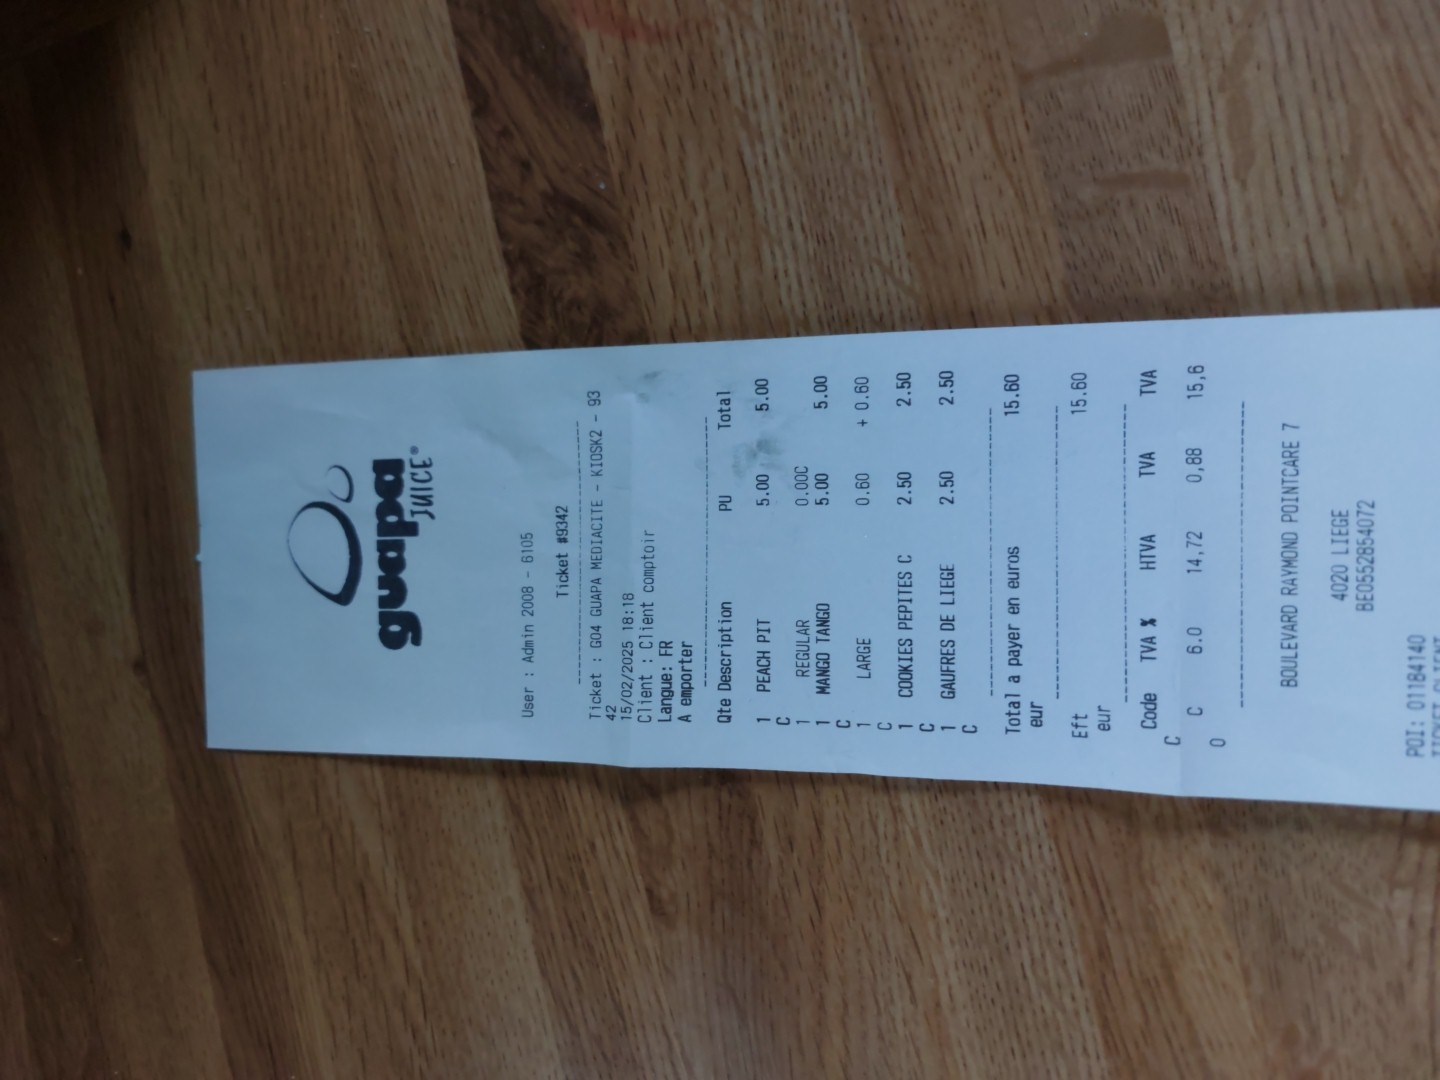 guapa
JUICE®
User : Admin 2008 - 6105
Ticket #9342
Ticket : G04 GUAPA MEDIACITE - KIOSK2 - 93
42
15/02/2025 18:18
Client : Client comptoir
Langue: FR
A emporter
Qte Description PU Total
1 PEACH PIT 5.00 5.00
C
1 REGULAR 0.00C
1 MANGO TANGO 5.00 5.00
C
1 LARGE 0.60 + 0.60
C
1 COOKIES PEPITES C 2.50 2.50
C
1 GAUFRES DE LIEGE 2.50 2.50
C
Total a payer en euros 15.60
eur
Eft 15.60
eur
Code TVA % HTVA TVA TVA
C
C 6.0 14,72 0,88 15,6
0
BOULEVARD RAYMOND POINTCARE 7
4020 LIEGE
BE0552854072
POI: 01184140
TICKET CLIENT